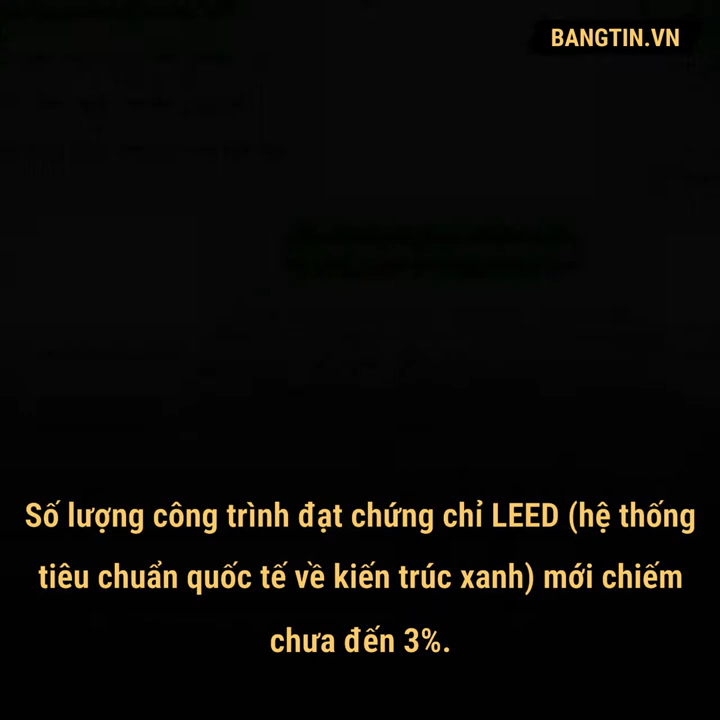 BANGTIN.VN
Số lượng công trình đạt chứng chỉ LEED (hệ thống
tiêu chuẩn quốc tế về kiến trúc xanh) mới chiếm
chưa đến 3%.